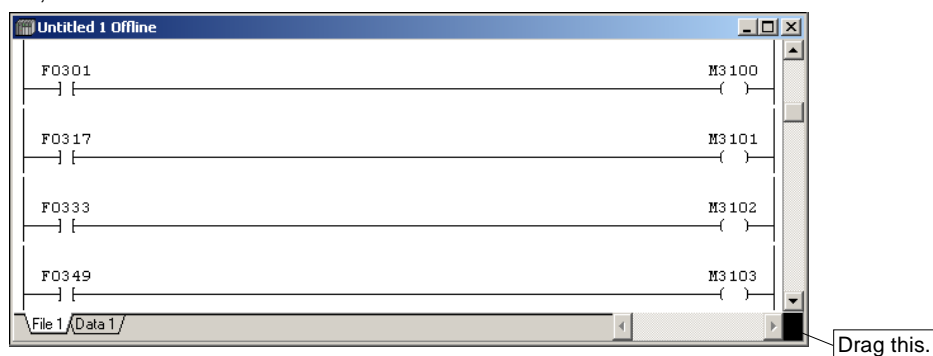 Untitled 1 Offline
F0301 M3100
F0317 M3101
F0333 M3102
F0349 M3103
File 1 Data 1
Drag this.